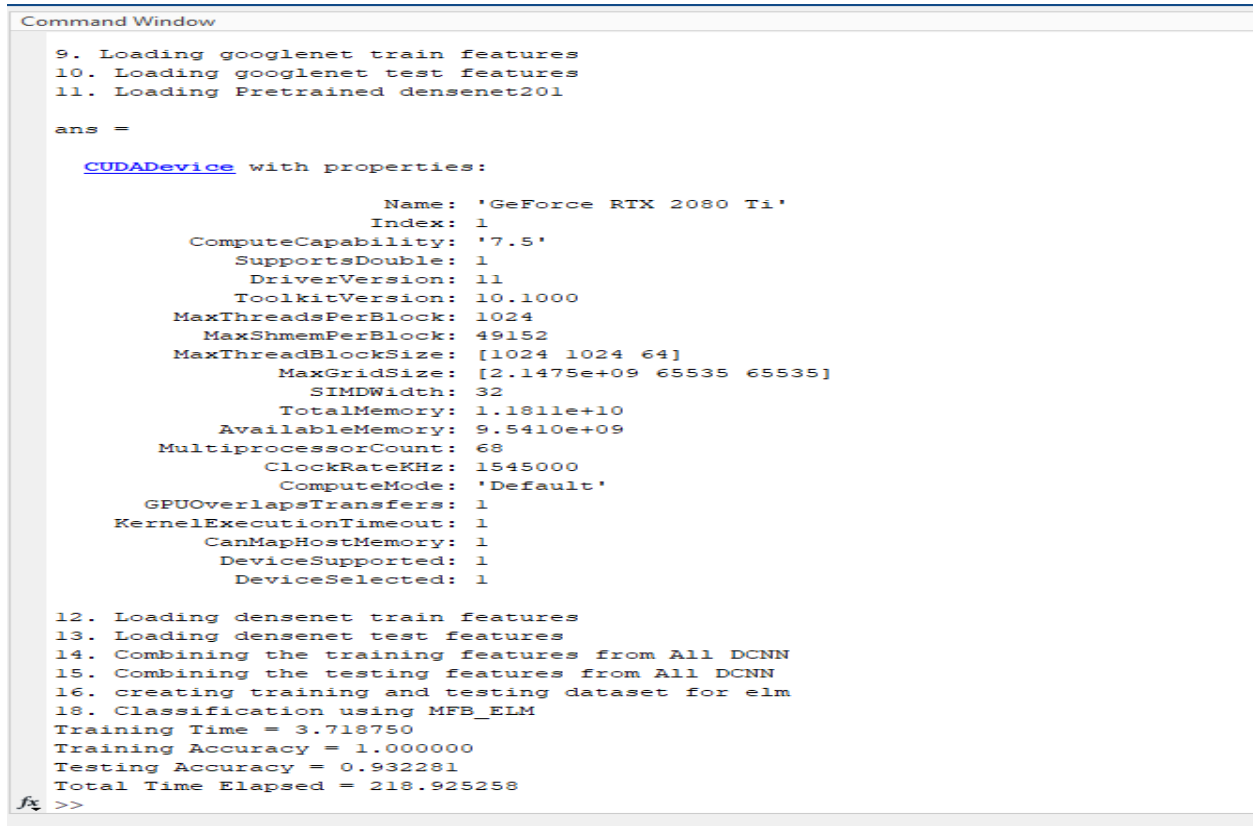 Command Window
9. Loading googlenet train features
10. Loading googlenet test features
11. Loading Pretrained densenet201
ans =
CUDADevice with properties:
Name: 'GeForce RTX 2080 Ti'
Index: 1
ComputeCapability: '7.5'
SupportsDouble: 1
DriverVersion: 11
ToolkitVersion: 10.1000
MaxThreadsPerBlock: 1024
MaxShmemPerBlock: 49152
MaxThreadBlockSize: [1024 1024 64]
MaxGridSize: [2.1475e+09 65535 65535]
SIMDWidth: 32
TotalMemory: 1.1811e+10
AvailableMemory: 9.5410e+09
MultiprocessorCount: 68
ClockRateKHz: 1545000
ComputeMode: 'Default'
GPUOverlapsTransfers: 1
KernelExecutionTimeout: 1
CanMapHostMemory: 1
DeviceSupported: 1
DeviceSelected: 1
12. Loading densenet train features
13. Loading densenet test features
14. Combining the training features from All DCNN
15. Combining the testing features from All DCNN
16. creating training and testing dataset for elm
18. Classification using MFB_ELM
Training Time = 3.718750
Training Accuracy = 1.000000
Testing Accuracy = 0.932281
Total Time Elapsed = 218.925258
fx >>